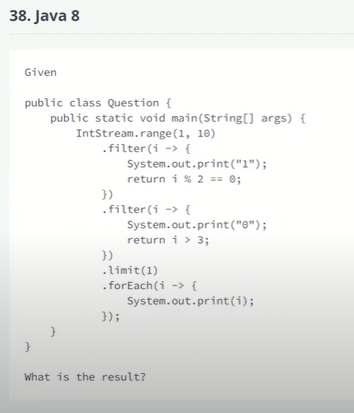 38. Java 8
Given
public class Question {
    public static void main(String[] args) {
        IntStream.range(1, 10)
            .filter(i -> {
                System.out.print("1");
                return i % 2 == 0;
            })
            .filter(i -> {
                System.out.print("0");
                return i > 3;
            })
            .limit(1)
            .forEach(i -> {
                System.out.print(i);
            });
    }
}
What is the result?